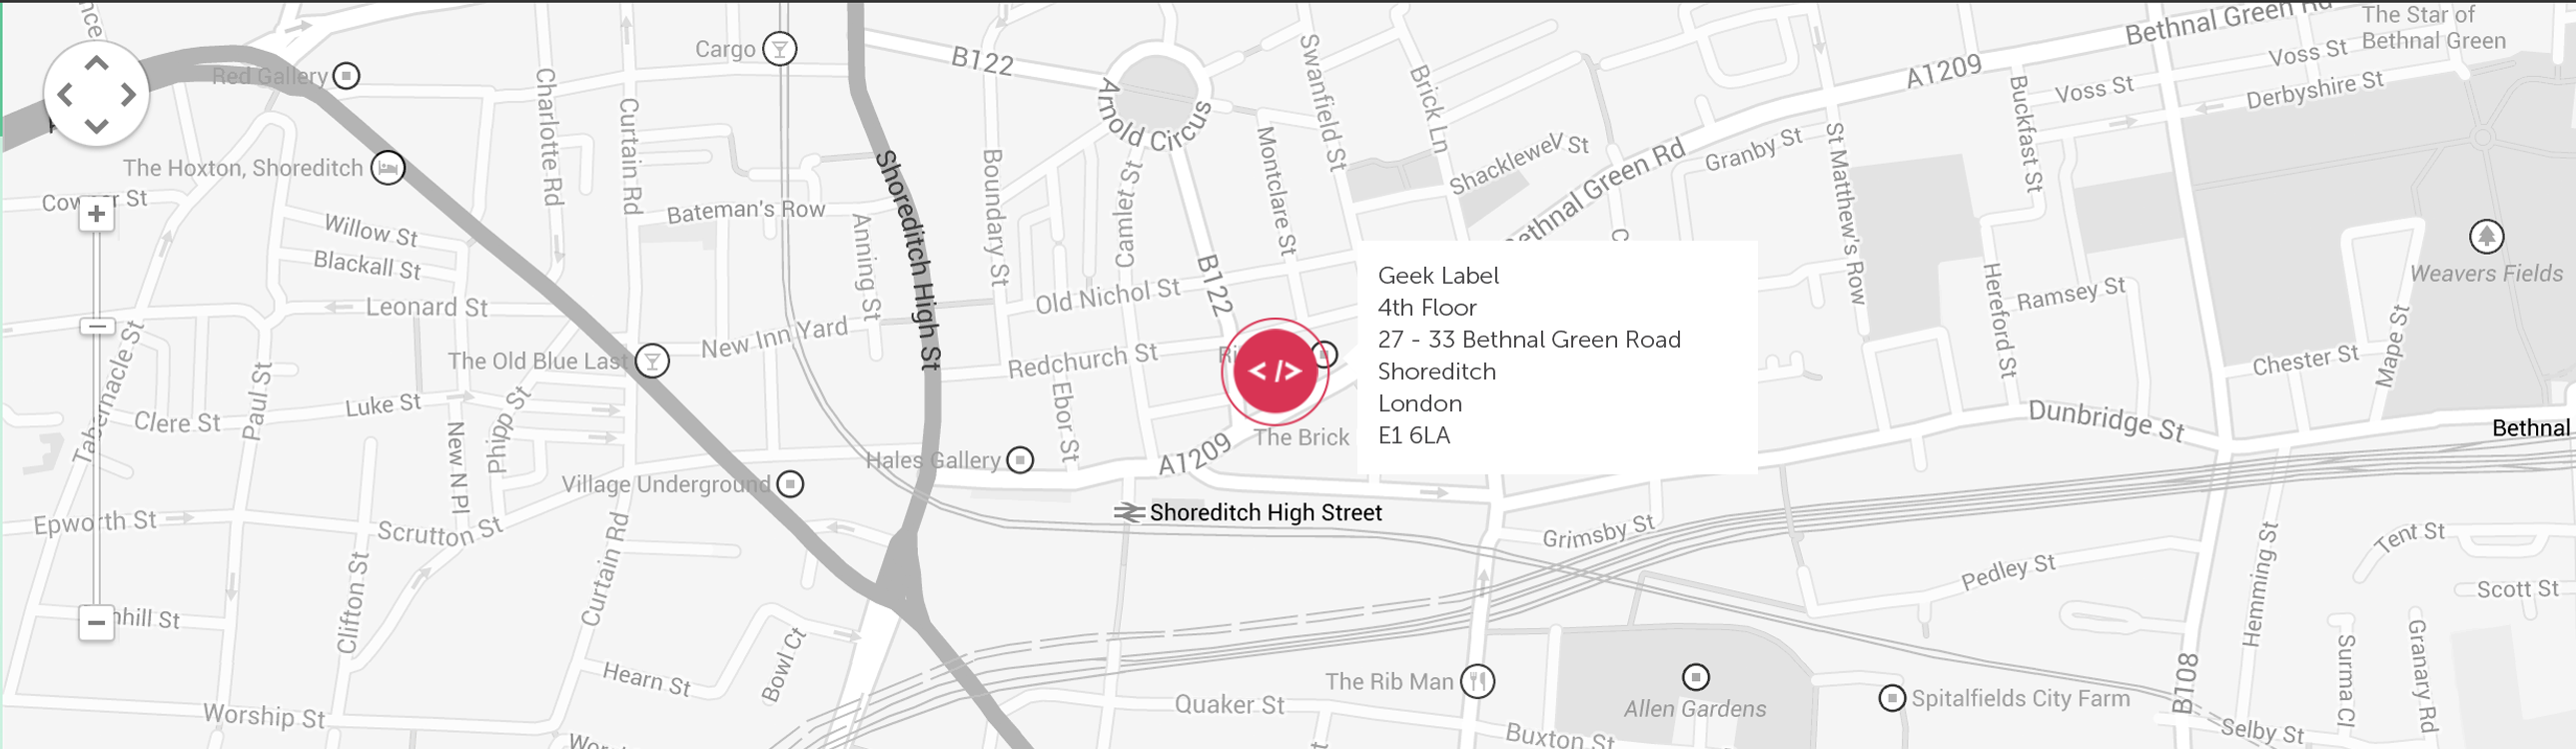 The Star of
Bethnal Green
Bethnal Green Rd
Voss St
Cargo
B122
A1209
Red Gallery
Charlotte Rd
Curtain Rd
Arnold Circus
Swanfield St
Brick Ln
Buckfast St
Voss St
Derbyshire St
The Hoxton, Shoreditch
Shoreditch High St
Boundary St
Camlet St
Montclare St
Shacklewell St
Bethnal Green Rd
Granby St
St Matthew's Row
Willow St
Bateman's Row
Anning St
Blackall St
B122
Hereford St
Ramsey St
Weavers Fields
Leonard St
Old Nichol St
Geek Label
4th Floor
27 - 33 Bethnal Green Road
Shoreditch
London
E1 6LA
Tabernacle St
The Old Blue Last
New Inn Yard
Redchurch St
</>
Chester St
Mape St
Paul St
Clere St
Luke St
Phipp St
New N Pl
Ebor St
The Brick
Dunbridge St
Bethnal
Hales Gallery
A1209
Village Underground
Shoreditch High Street
Epworth St
Scrutton St
Curtain Rd
Grimsby St
Pedley St
Hemming St
Tent St
Scott St
Clifton St
Hearn St
Bowl Ct
The Rib Man
Allen Gardens
Spitalfields City Farm
B108
Surma Cl
Granary Rd
Worship St
Quaker St
Buxton St
Selby St